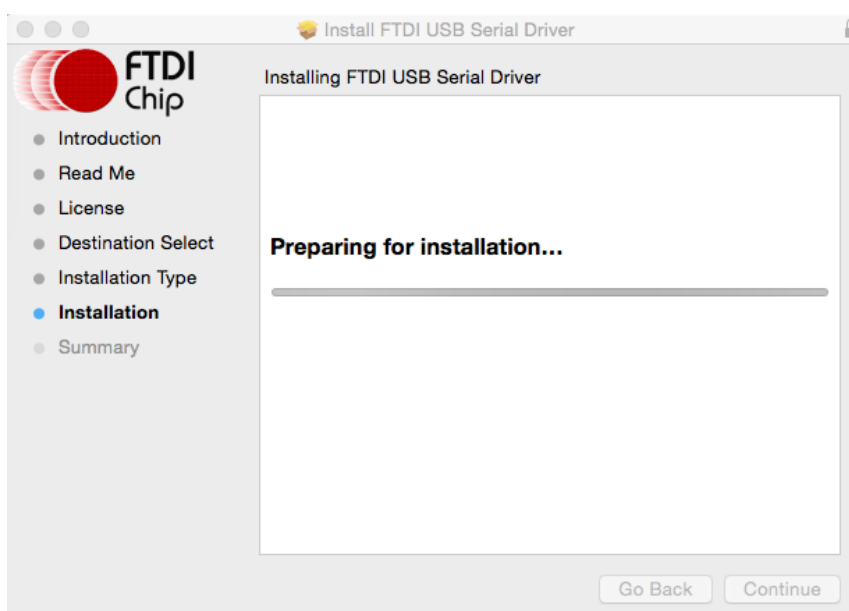 Install FTDI USB Serial Driver
FTDI
Chip
Installing FTDI USB Serial Driver
Introduction
Read Me
License
Destination Select
Installation Type
Installation
Summary
Preparing for installation...
Go Back
Continue